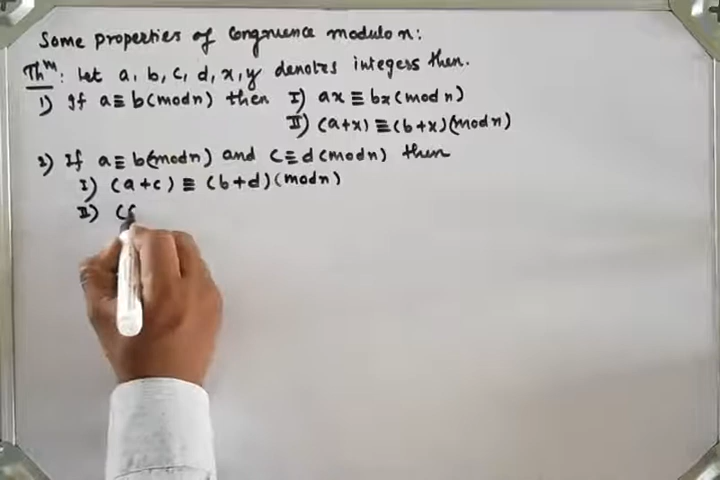 Some properties of Congruence modulo n:
Thm: Let a, b, c, d, x, y denotes integers then.
1) If a≡b(mod n) then I) ax ≡ bx (mod n)
II) (a+x) ≡ (b+x)(mod n)
2) If a≡b(mod n) and c≡d(mod n) then
I) (a+c) ≡ (b+d)(mod n)
II) (